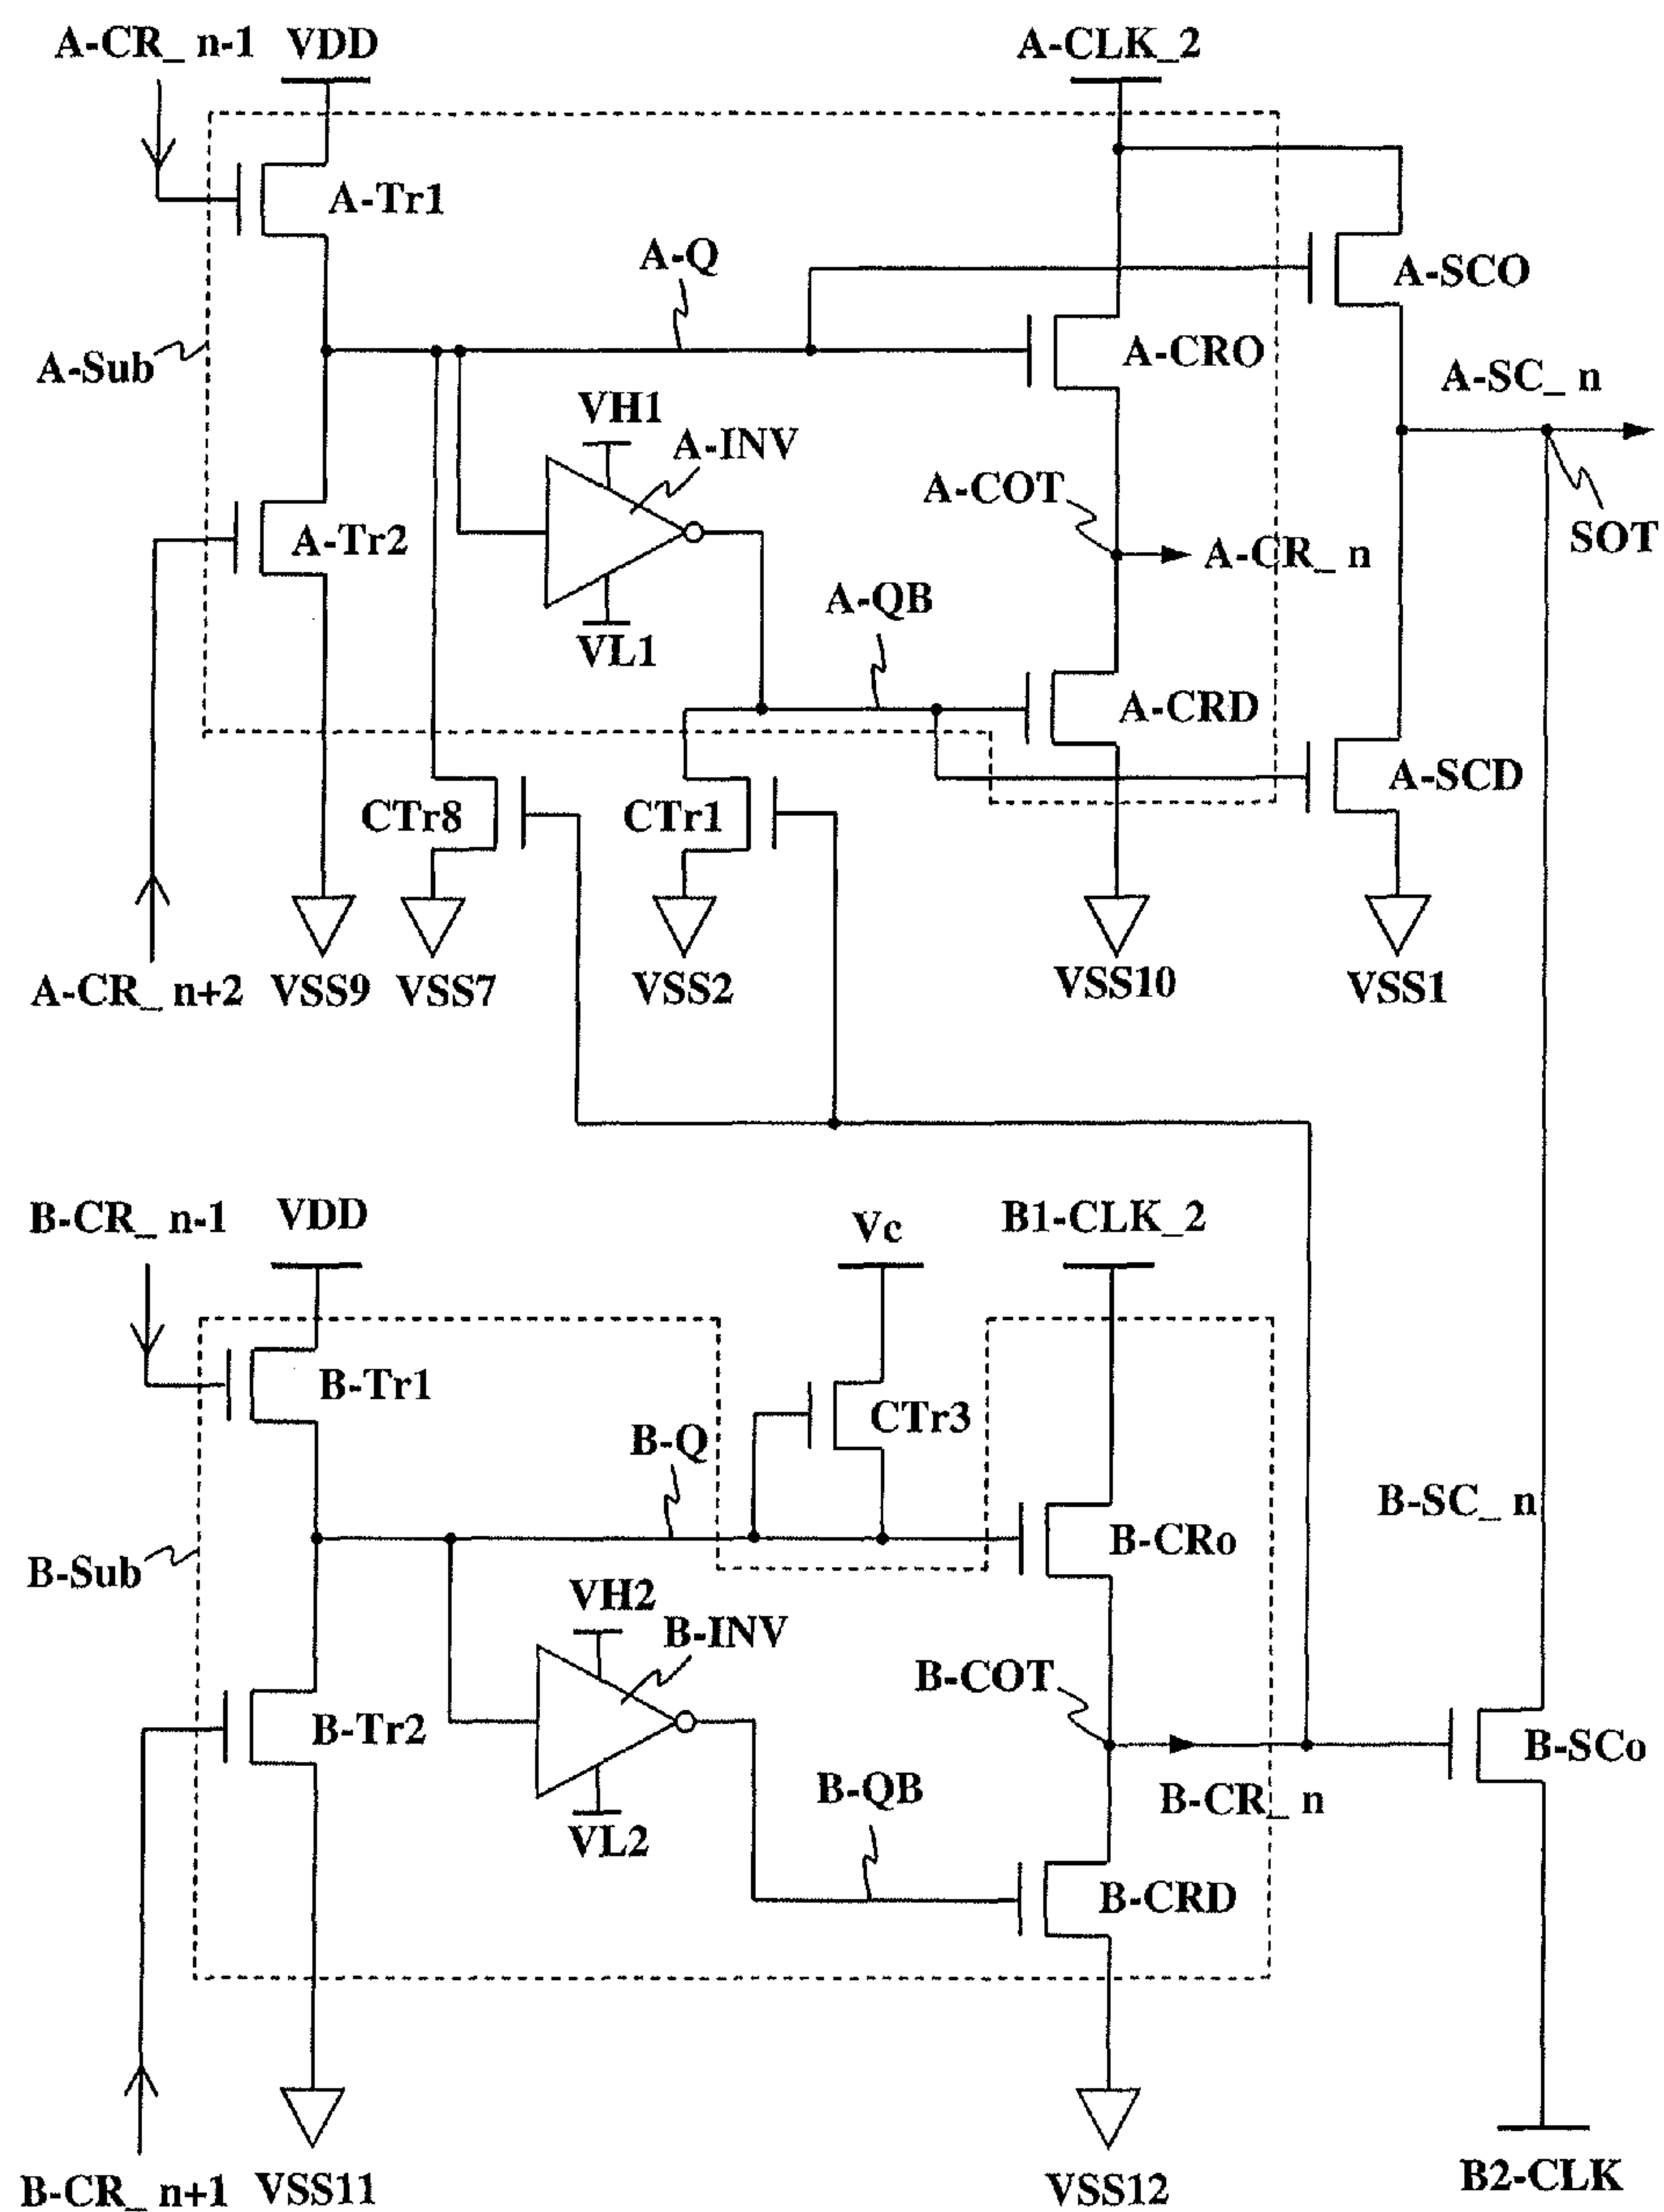 A-CR_ n-1
VDD
A-CLK_2
A-Tr1
A-Q
A-SCO
A-Sub
A-CRO
A-SC_ n
VH1
A-INV
A-COT
A-Tr2
SOT
A-CR_ n
A-QB
VL1
A-CRD
A-SCD
CTr8
CTr1
A-CR_ n+2
VSS9
VSS7
VSS2
VSS10
VSS1
B-CR_ n-1
VDD
Vc
B1-CLK_2
B-Tr1
CTr3
B-Q
B-SC_ n
B-CRo
B-Sub
VH2
B-INV
B-COT
B-Tr2
B-SCo
B-QB
B-CR_ n
VL2
B-CRD
B-CR_ n+1
VSS11
VSS12
B2-CLK